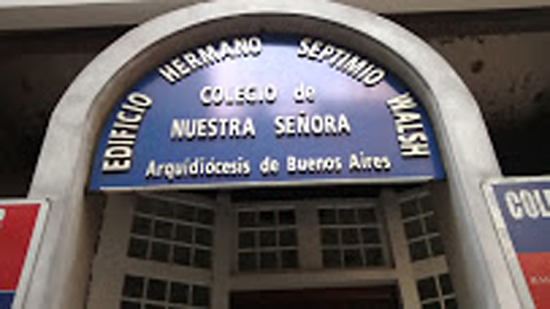 EDIFICIO HERMANO SEPTIMIO WALSH
COLEGIO de
NUESTRA SEÑORA
Arquidiócesis de Buenos Aires